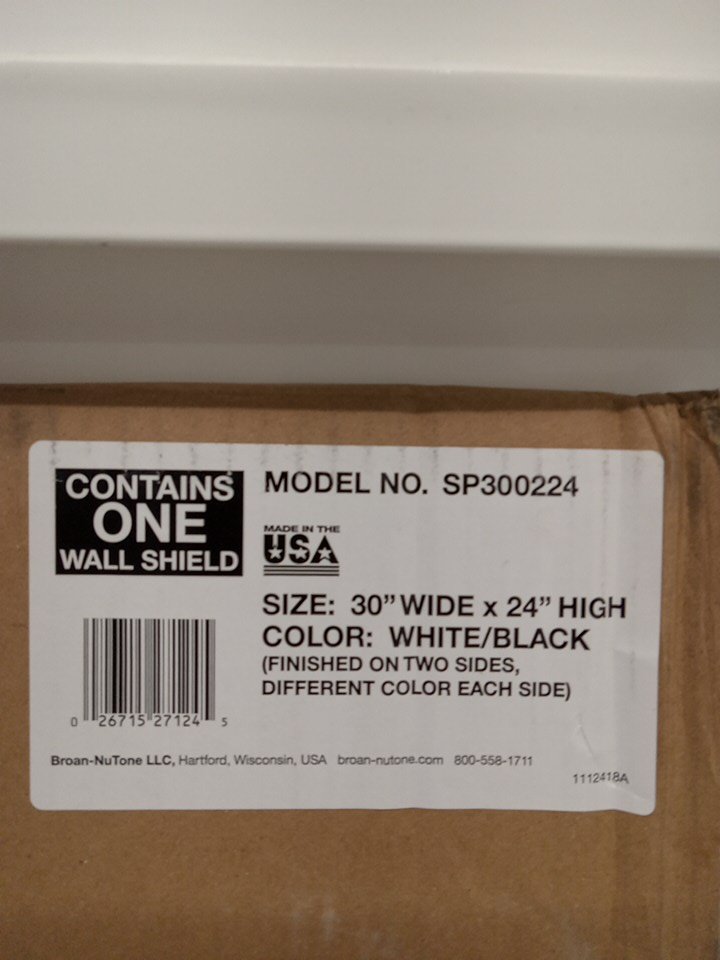 CONTAINS
ONE
WALL SHIELD
MODEL NO. SP300224
MADE IN THE
USA
SIZE: 30” WIDE x 24” HIGH
COLOR: WHITE/BLACK
(FINISHED ON TWO SIDES,
DIFFERENT COLOR EACH SIDE)
0 26715 27124 5
Broan-NuTone LLC, Hartford, Wisconsin, USA broan-nutone.com 800-558-1711
1112418A